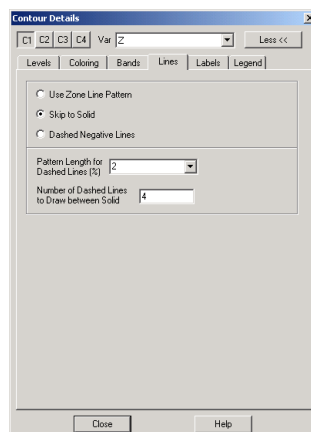 Contour Details
C1 C2 C3 C4 Var Z Less <<
Levels Coloring Bands Lines Labels Legend
Use Zone Line Pattern
Skip to Solid
Dashed Negative Lines
Pattern Length for
Dashed Lines (%) 2
Number of Dashed Lines
to Draw between Solid 4
Close Help